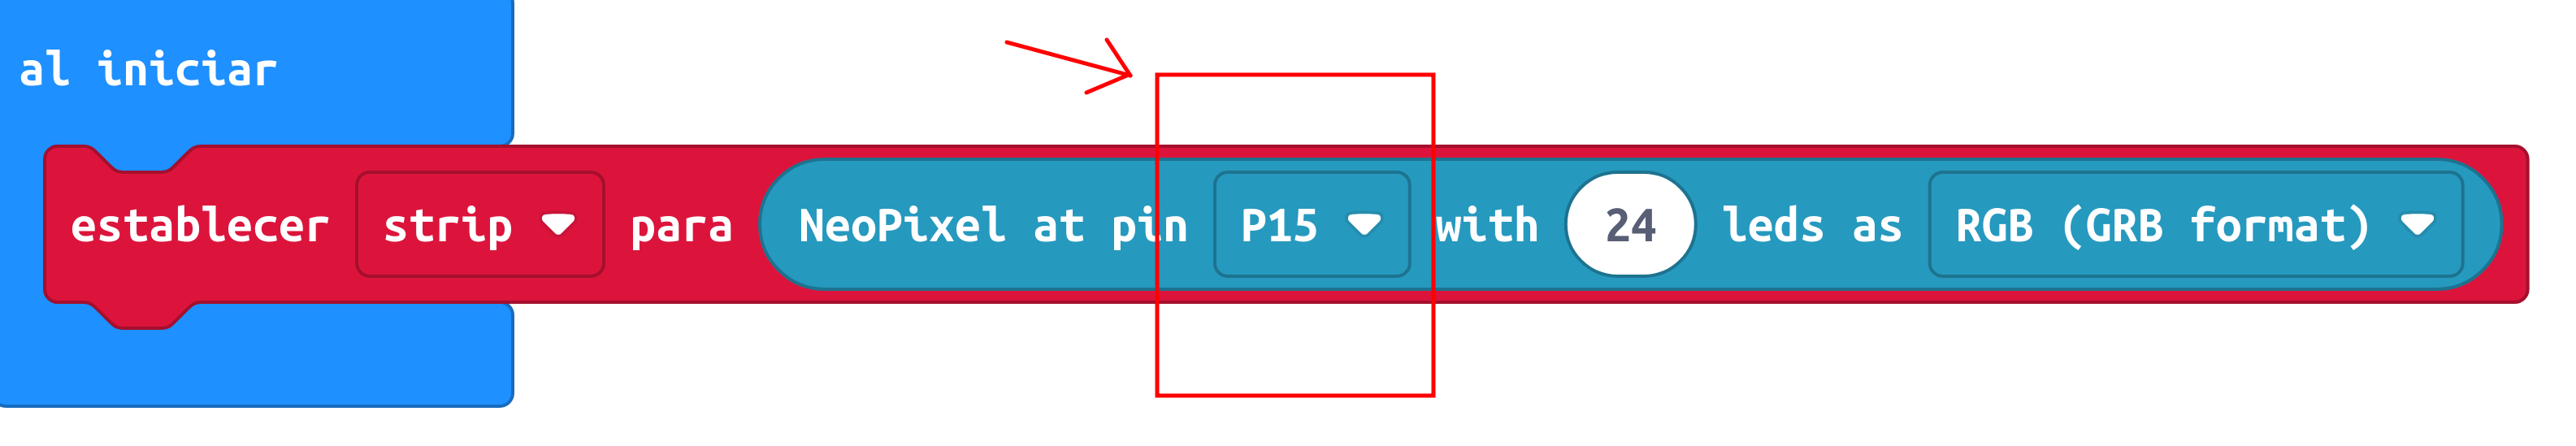 al iniciar
establecer strip para NeoPixel at pin P15 with 24 leds as RGB (GRB format)